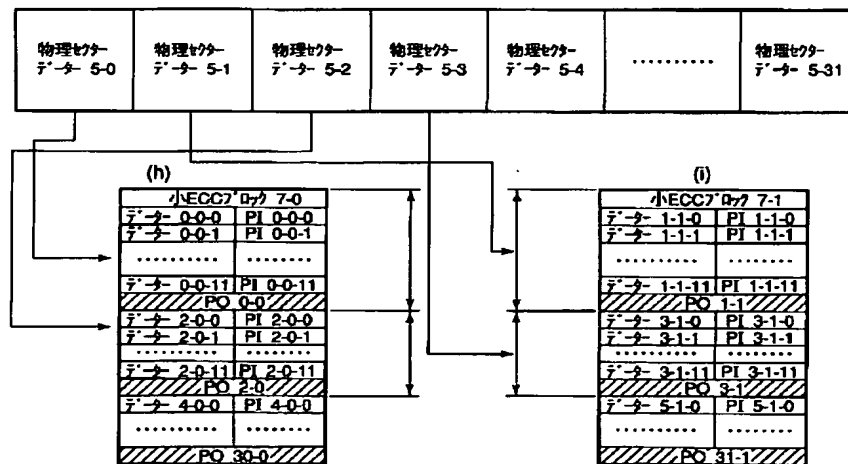 物理セクター
データー 5-0
物理セクター
データー 5-1
物理セクター
データー 5-2
物理セクター
データー 5-3
物理セクター
データー 5-4
..........
物理セクター
データー 5-31
(h)
小ECCブロック 7-0
データー 0-0-0 PI 0-0-0
データー 0-0-1 PI 0-0-1
.......... ........
データー 0-0-11 PI 0-0-11
PO 0-0
データー 2-0-0 PI 2-0-0
データー 2-0-1 PI 2-0-1
.......... ........
データー 2-0-11 PI 2-0-11
PO 2-0
データー 4-0-0 PI 4-0-0
.......... ........
PO 30-0
(i)
小ECCブロック 7-1
データー 1-1-0 PI 1-1-0
データー 1-1-1 PI 1-1-1
.......... ........
データー 1-1-11 PI 1-1-11
PO 1-1
データー 3-1-0 PI 3-1-0
データー 3-1-1 PI 3-1-1
.......... ........
データー 3-1-11 PI 3-1-11
PO 3-1
データー 5-1-0 PI 5-1-0
.......... ........
PO 31-1